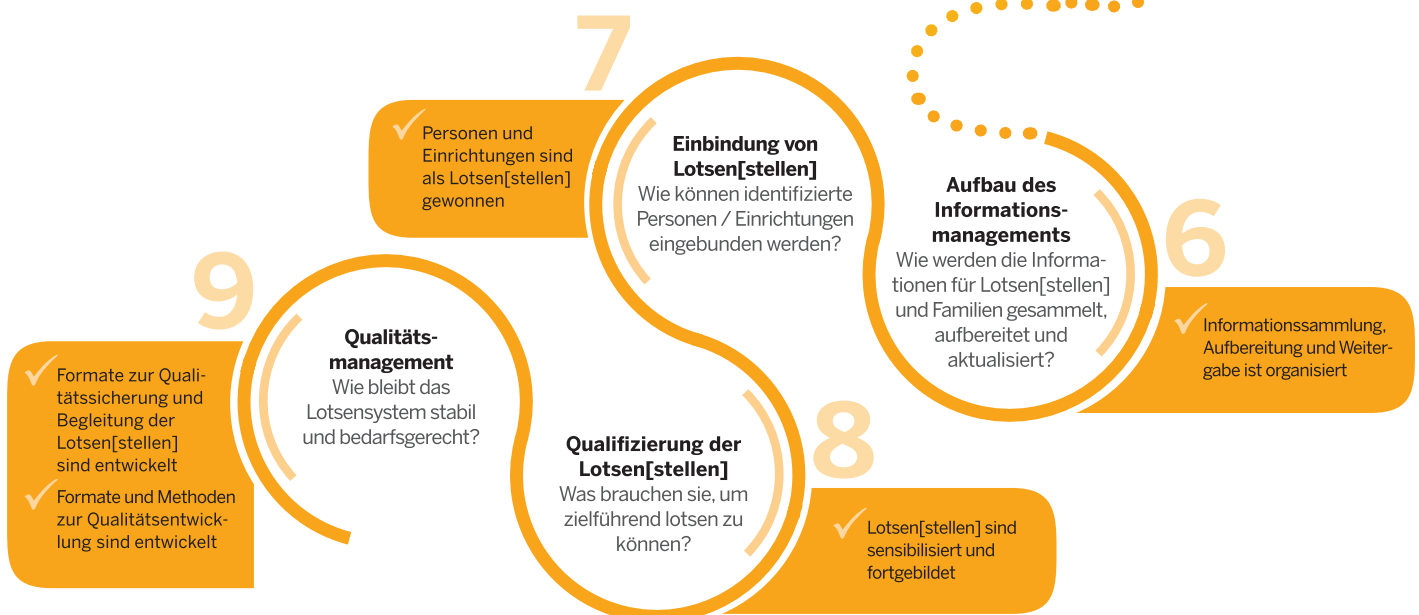 7
Personen und
Einrichtungen sind
als Lotsen[stellen]
gewonnen
Einbindung von
Lotsen[stellen]
Wie können identifizierte
Personen / Einrichtungen
eingebunden werden?
Aufbau des
Informations-
managements
Wie werden die Informa-
tionen für Lotsen[stellen]
und Familien gesammelt,
aufbereitet und
aktualisiert?
6
Informationssammlung,
Aufbereitung und Weiter-
gabe ist organisiert
9
Formate zur Quali-
tätssicherung und
Begleitung der
Lotsen[stellen]
sind entwickelt
Formate und Methoden
zur Qualitätsentwick-
lung sind entwickelt
Qualitäts-
management
Wie bleibt das
Lotsensystem stabil
und bedarfsgerecht?
Qualifizierung der
Lotsen[stellen]
Was brauchen sie, um
zielführend lotsen zu
können?
8
Lotsen[stellen] sind
sensibilisiert und
fortgebildet